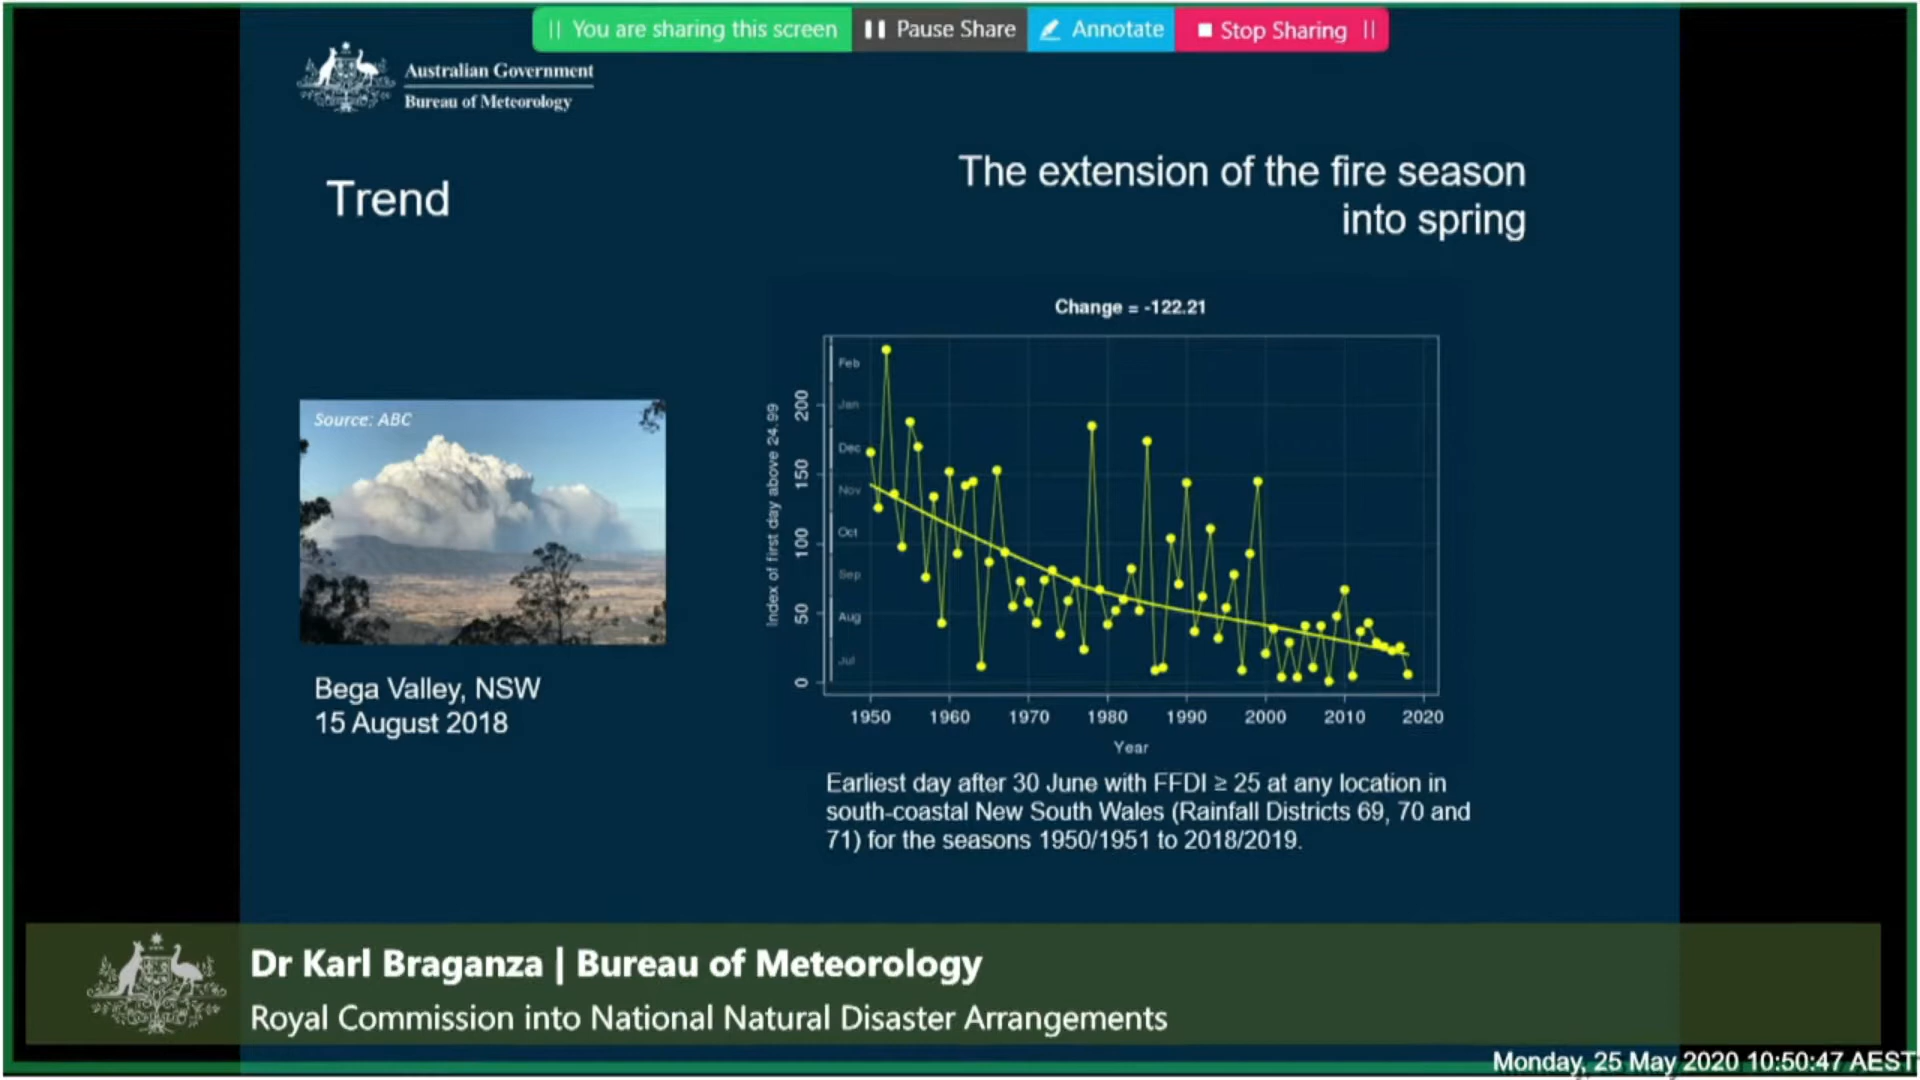 || You are sharing this screen
Pause Share
Annotate
Stop Sharing ||
Australian Government
Bureau of Meteorology
Trend
The extension of the fire season
into spring
Source: ABC
Bega Valley, NSW
15 August 2018
Change = -122.21
Index of first day above 24.99
200
150
100
50
0
Feb
Jan
Dec
Nov
Oct
Sep
Aug
Jul
1950 1960 1970 1980 1990 2000 2010 2020
Year
Earliest day after 30 June with FFDI ≥ 25 at any location in
south-coastal New South Wales (Rainfall Districts 69, 70 and
71) for the seasons 1950/1951 to 2018/2019.
Dr Karl Braganza | Bureau of Meteorology
Royal Commission into National Natural Disaster Arrangements
Monday, 25 May 2020 10:50:47 AEST